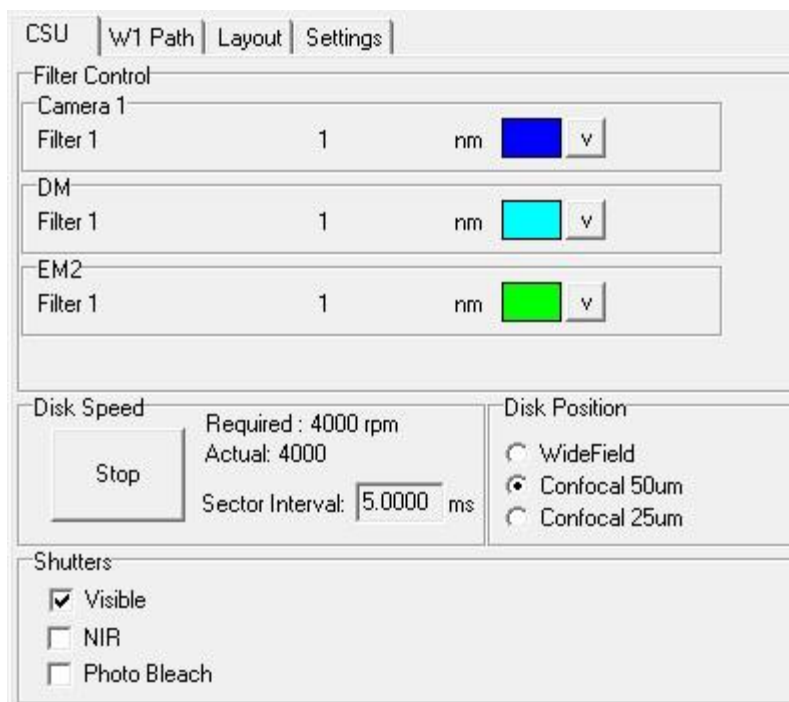 CSU W1 Path Layout Settings
Filter Control
Camera 1
Filter 1 1 nm v
DM
Filter 1 1 nm v
EM2
Filter 1 1 nm v
Disk Speed
Stop
Required : 4000 rpm
Actual: 4000
Sector Interval: 5.0000 ms
Disk Position
WideField
Confocal 50um
Confocal 25um
Shutters
Visible
NIR
Photo Bleach